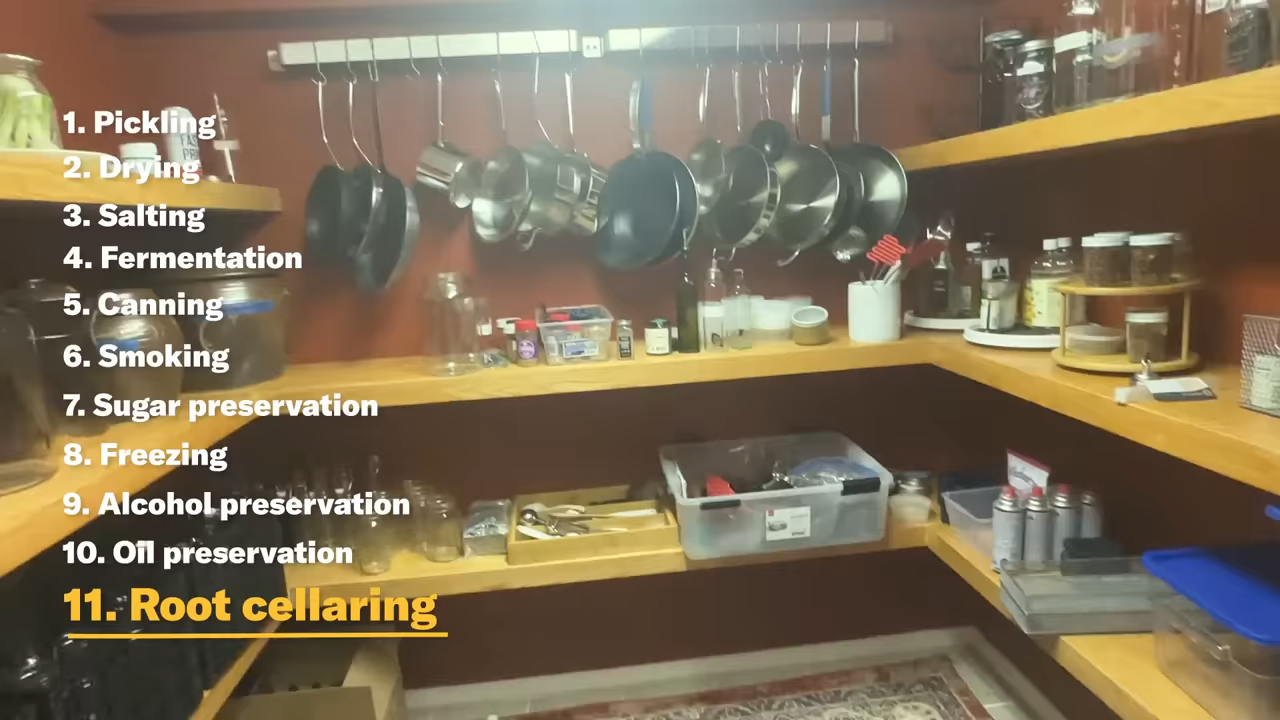 1. Pickling
2. Drying
3. Salting
4. Fermentation
5. Canning
6. Smoking
7. Sugar preservation
8. Freezing
9. Alcohol preservation
10. Oil preservation
11. Root cellaring